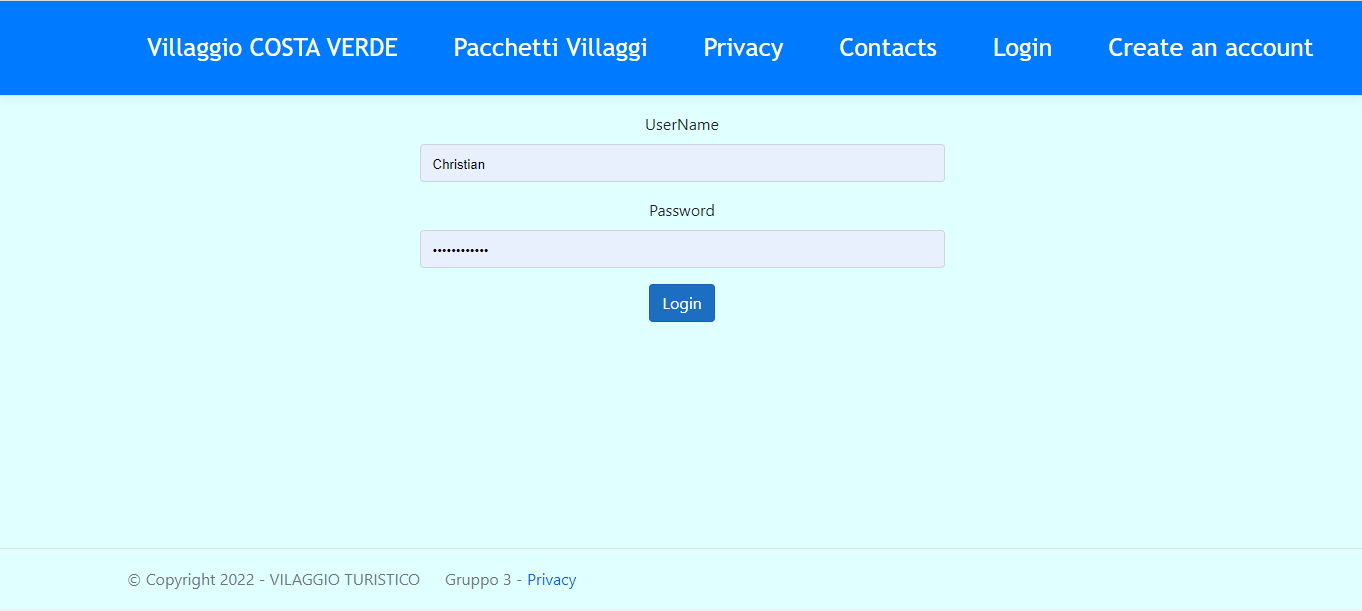 Villaggio COSTA VERDE Pacchetti Villaggi Privacy Contacts Login Create an account
UserName
Christian
Password
••••••••••••
Login
© Copyright 2022 - VILAGGIO TURISTICO Gruppo 3 - Privacy